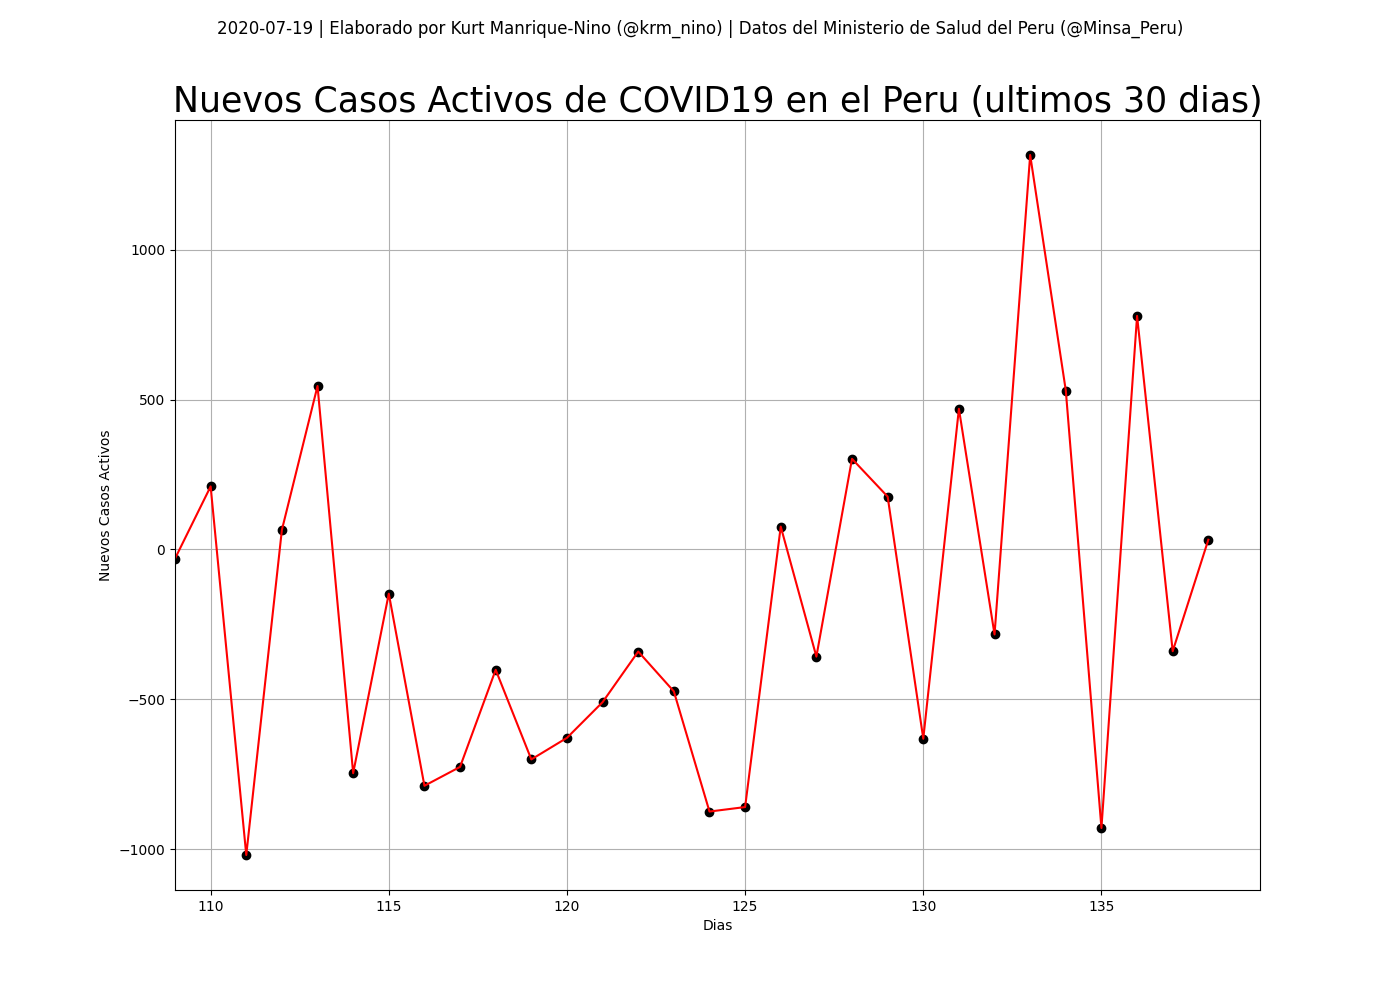 2020-07-19 | Elaborado por Kurt Manrique-Nino (@krm_nino) | Datos del Ministerio de Salud del Peru (@Minsa_Peru)
Nuevos Casos Activos de COVID19 en el Peru (ultimos 30 dias)
Nuevos Casos Activos
1000
500
0
−500
−1000
110 115 120 125 130 135
Dias